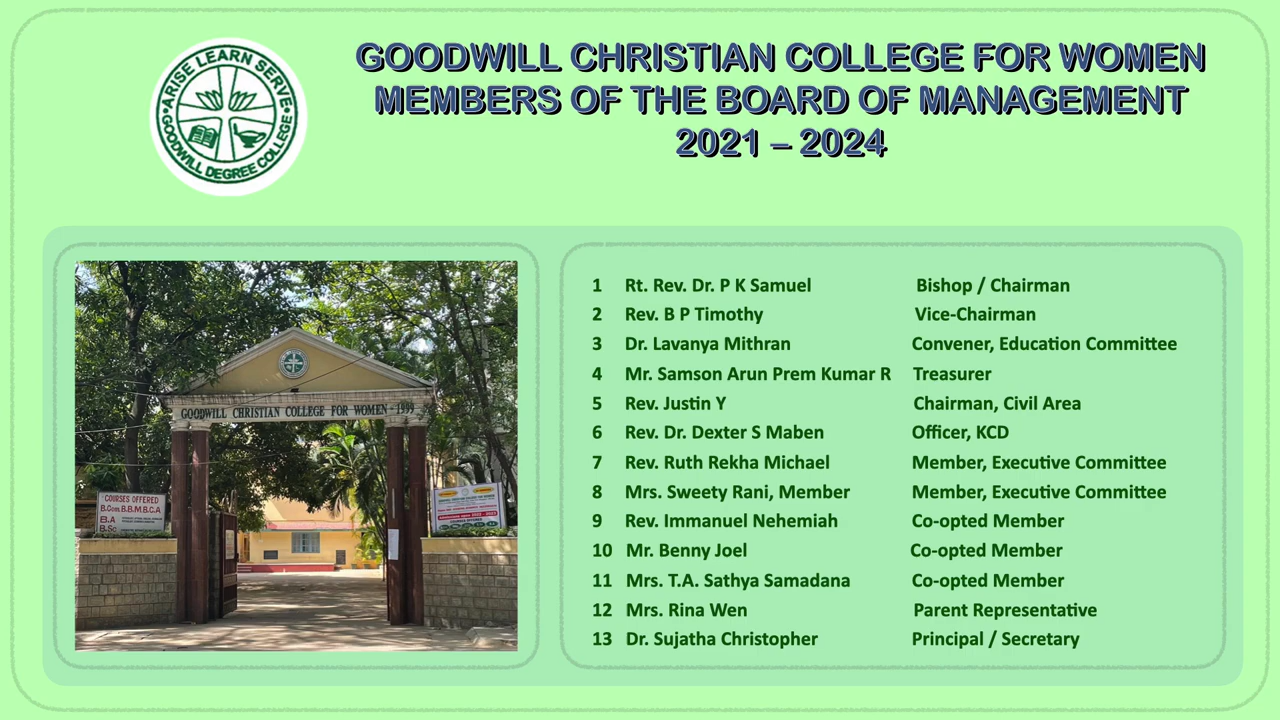 ARISE LEARN SERVE
GOODWILL DEGREE COLLEGE
GOODWILL CHRISTIAN COLLEGE FOR WOMEN
MEMBERS OF THE BOARD OF MANAGEMENT
2021 – 2024
GOODWILL CHRISTIAN COLLEGE FOR WOMEN - 1999
COURSES OFFERED
B.Com B.B.M B.C.A
B.A
B.Sc
COURSES OFFERED
1 Rt. Rev. Dr. P K Samuel Bishop / Chairman
2 Rev. B P Timothy Vice-Chairman
3 Dr. Lavanya Mithran Convener, Education Committee
4 Mr. Samson Arun Prem Kumar R Treasurer
5 Rev. Justin Y Chairman, Civil Area
6 Rev. Dr. Dexter S Maben Officer, KCD
7 Rev. Ruth Rekha Michael Member, Executive Committee
8 Mrs. Sweety Rani, Member Member, Executive Committee
9 Rev. Immanuel Nehemiah Co-opted Member
10 Mr. Benny Joel Co-opted Member
11 Mrs. T.A. Sathya Samadana Co-opted Member
12 Mrs. Rina Wen Parent Representative
13 Dr. Sujatha Christopher Principal / Secretary